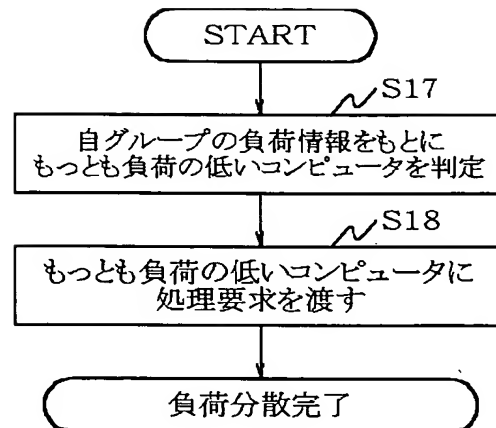 START
S17
自グループの負荷情報をもとに
もっとも負荷の低いコンピュータを判定
S18
もっとも負荷の低いコンピュータに
処理要求を渡す
負荷分散完了